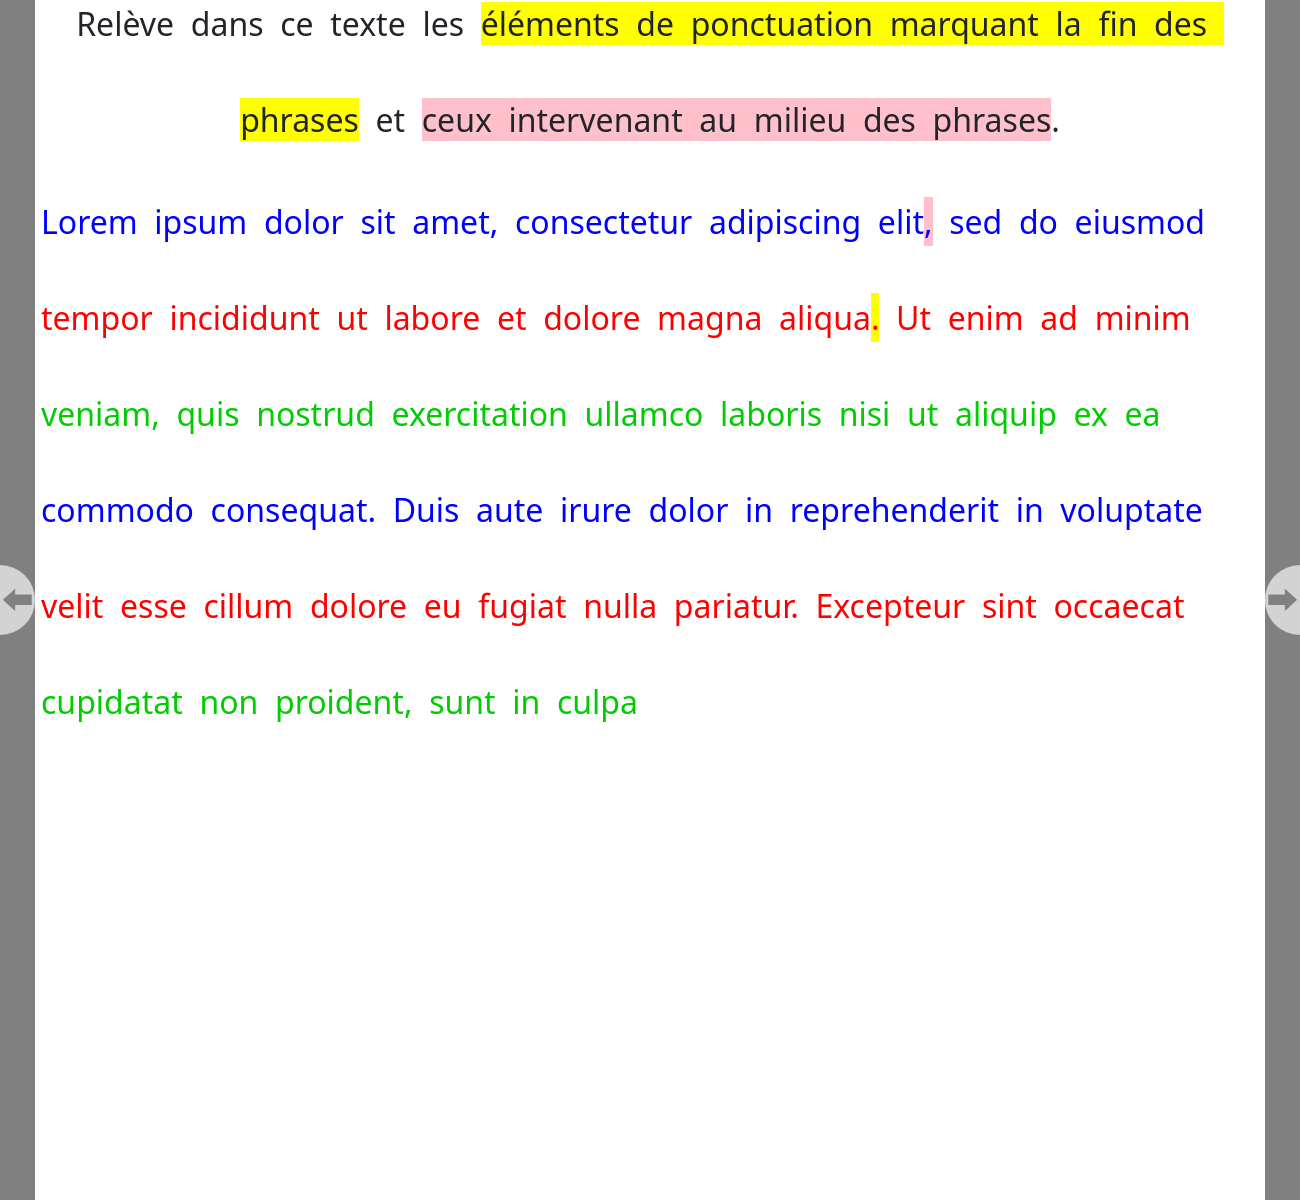 Relève dans ce texte les éléments de ponctuation marquant la fin des
phrases et ceux intervenant au milieu des phrases.
Lorem ipsum dolor sit amet, consectetur adipiscing elit, sed do eiusmod
tempor incididunt ut labore et dolore magna aliqua. Ut enim ad minim
veniam, quis nostrud exercitation ullamco laboris nisi ut aliquip ex ea
commodo consequat. Duis aute irure dolor in reprehenderit in voluptate
velit esse cillum dolore eu fugiat nulla pariatur. Excepteur sint occaecat
cupidatat non proident, sunt in culpa